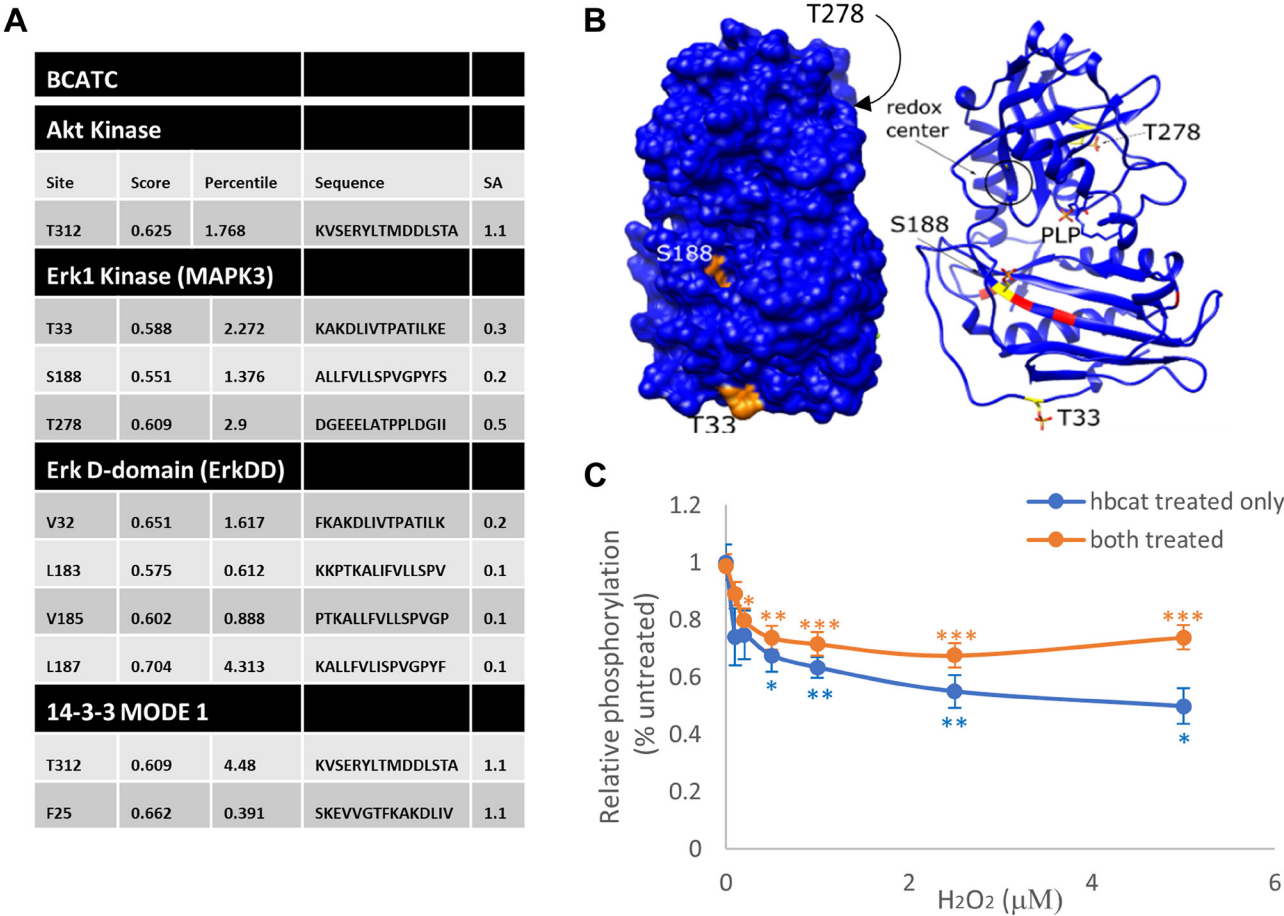 A
BCATC
Akt Kinase
Site Score Percentile Sequence SA
T312 0.625 1.768 KVSERYLTMDDLSTA 1.1
Erk1 Kinase (MAPK3)
T33 0.588 2.272 KAKDLIVTPATILKE 0.3
S188 0.551 1.376 ALLFVLLSPVGPYFS 0.2
T278 0.609 2.9 DGEEELATPPLDGII 0.5
Erk D-domain (ErkDD)
V32 0.651 1.617 FKAKDLIVTPATILK 0.2
L183 0.575 0.612 KKPTKALIFVLLSPV 0.1
V185 0.602 0.888 PTKALLFVLLSPVGP 0.1
L187 0.704 4.313 KALLFVLISPVGPYF 0.1
14-3-3 MODE 1
T312 0.609 4.48 KVSERYLTMDDLSTA 1.1
F25 0.662 0.391 SKEVVGTFKAKDLIV 1.1
B
T278
redox
center
T278
S188
S188
PLP
T33
T33
C
hbcat treated only
both treated
Relative phosphorylation
(% untreated)
1.2
1
0.8
0.6
0.4
0.2
0
* ** *** *** ***
* ** ** *
0 2 4 6
H2O2 (μM)